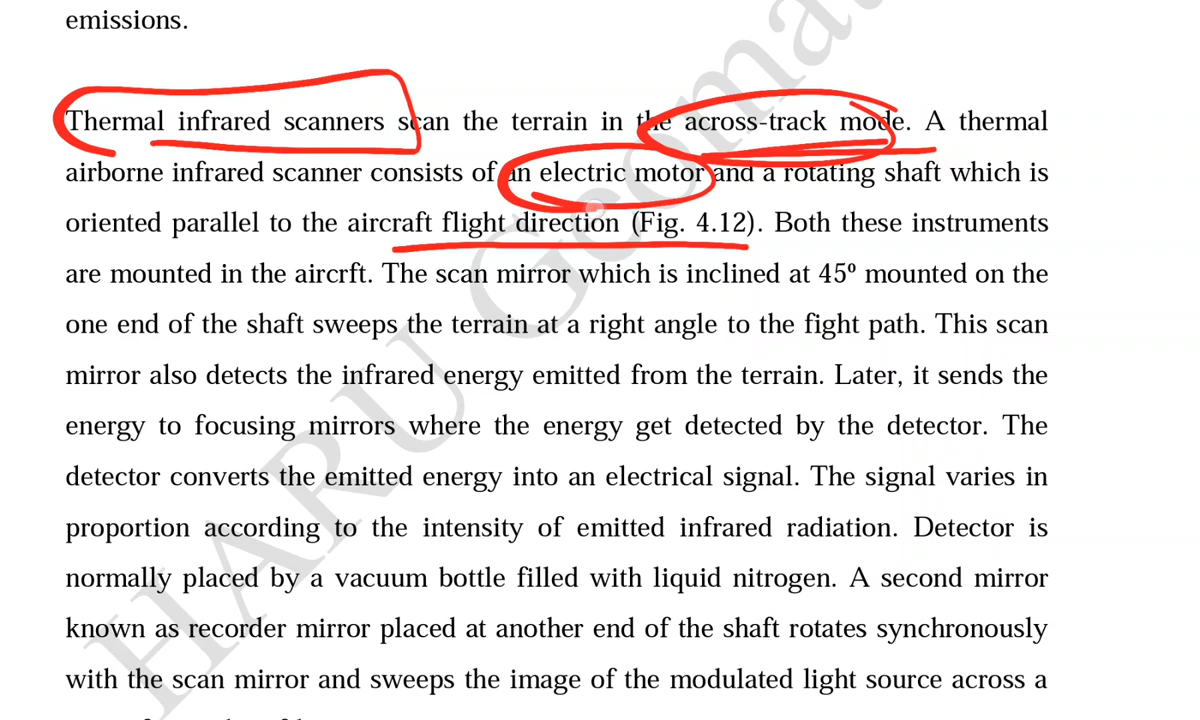 emissions.
Thermal infrared scanners scan the terrain in the across-track mode. A thermal
airborne infrared scanner consists of an electric motor and a rotating shaft which is
oriented parallel to the aircraft flight direction (Fig. 4.12). Both these instruments
are mounted in the aircrft. The scan mirror which is inclined at 45º mounted on the
one end of the shaft sweeps the terrain at a right angle to the fight path. This scan
mirror also detects the infrared energy emitted from the terrain. Later, it sends the
energy to focusing mirrors where the energy get detected by the detector. The
detector converts the emitted energy into an electrical signal. The signal varies in
proportion according to the intensity of emitted infrared radiation. Detector is
normally placed by a vacuum bottle filled with liquid nitrogen. A second mirror
known as recorder mirror placed at another end of the shaft rotates synchronously
with the scan mirror and sweeps the image of the modulated light source across a
HARU Geomat